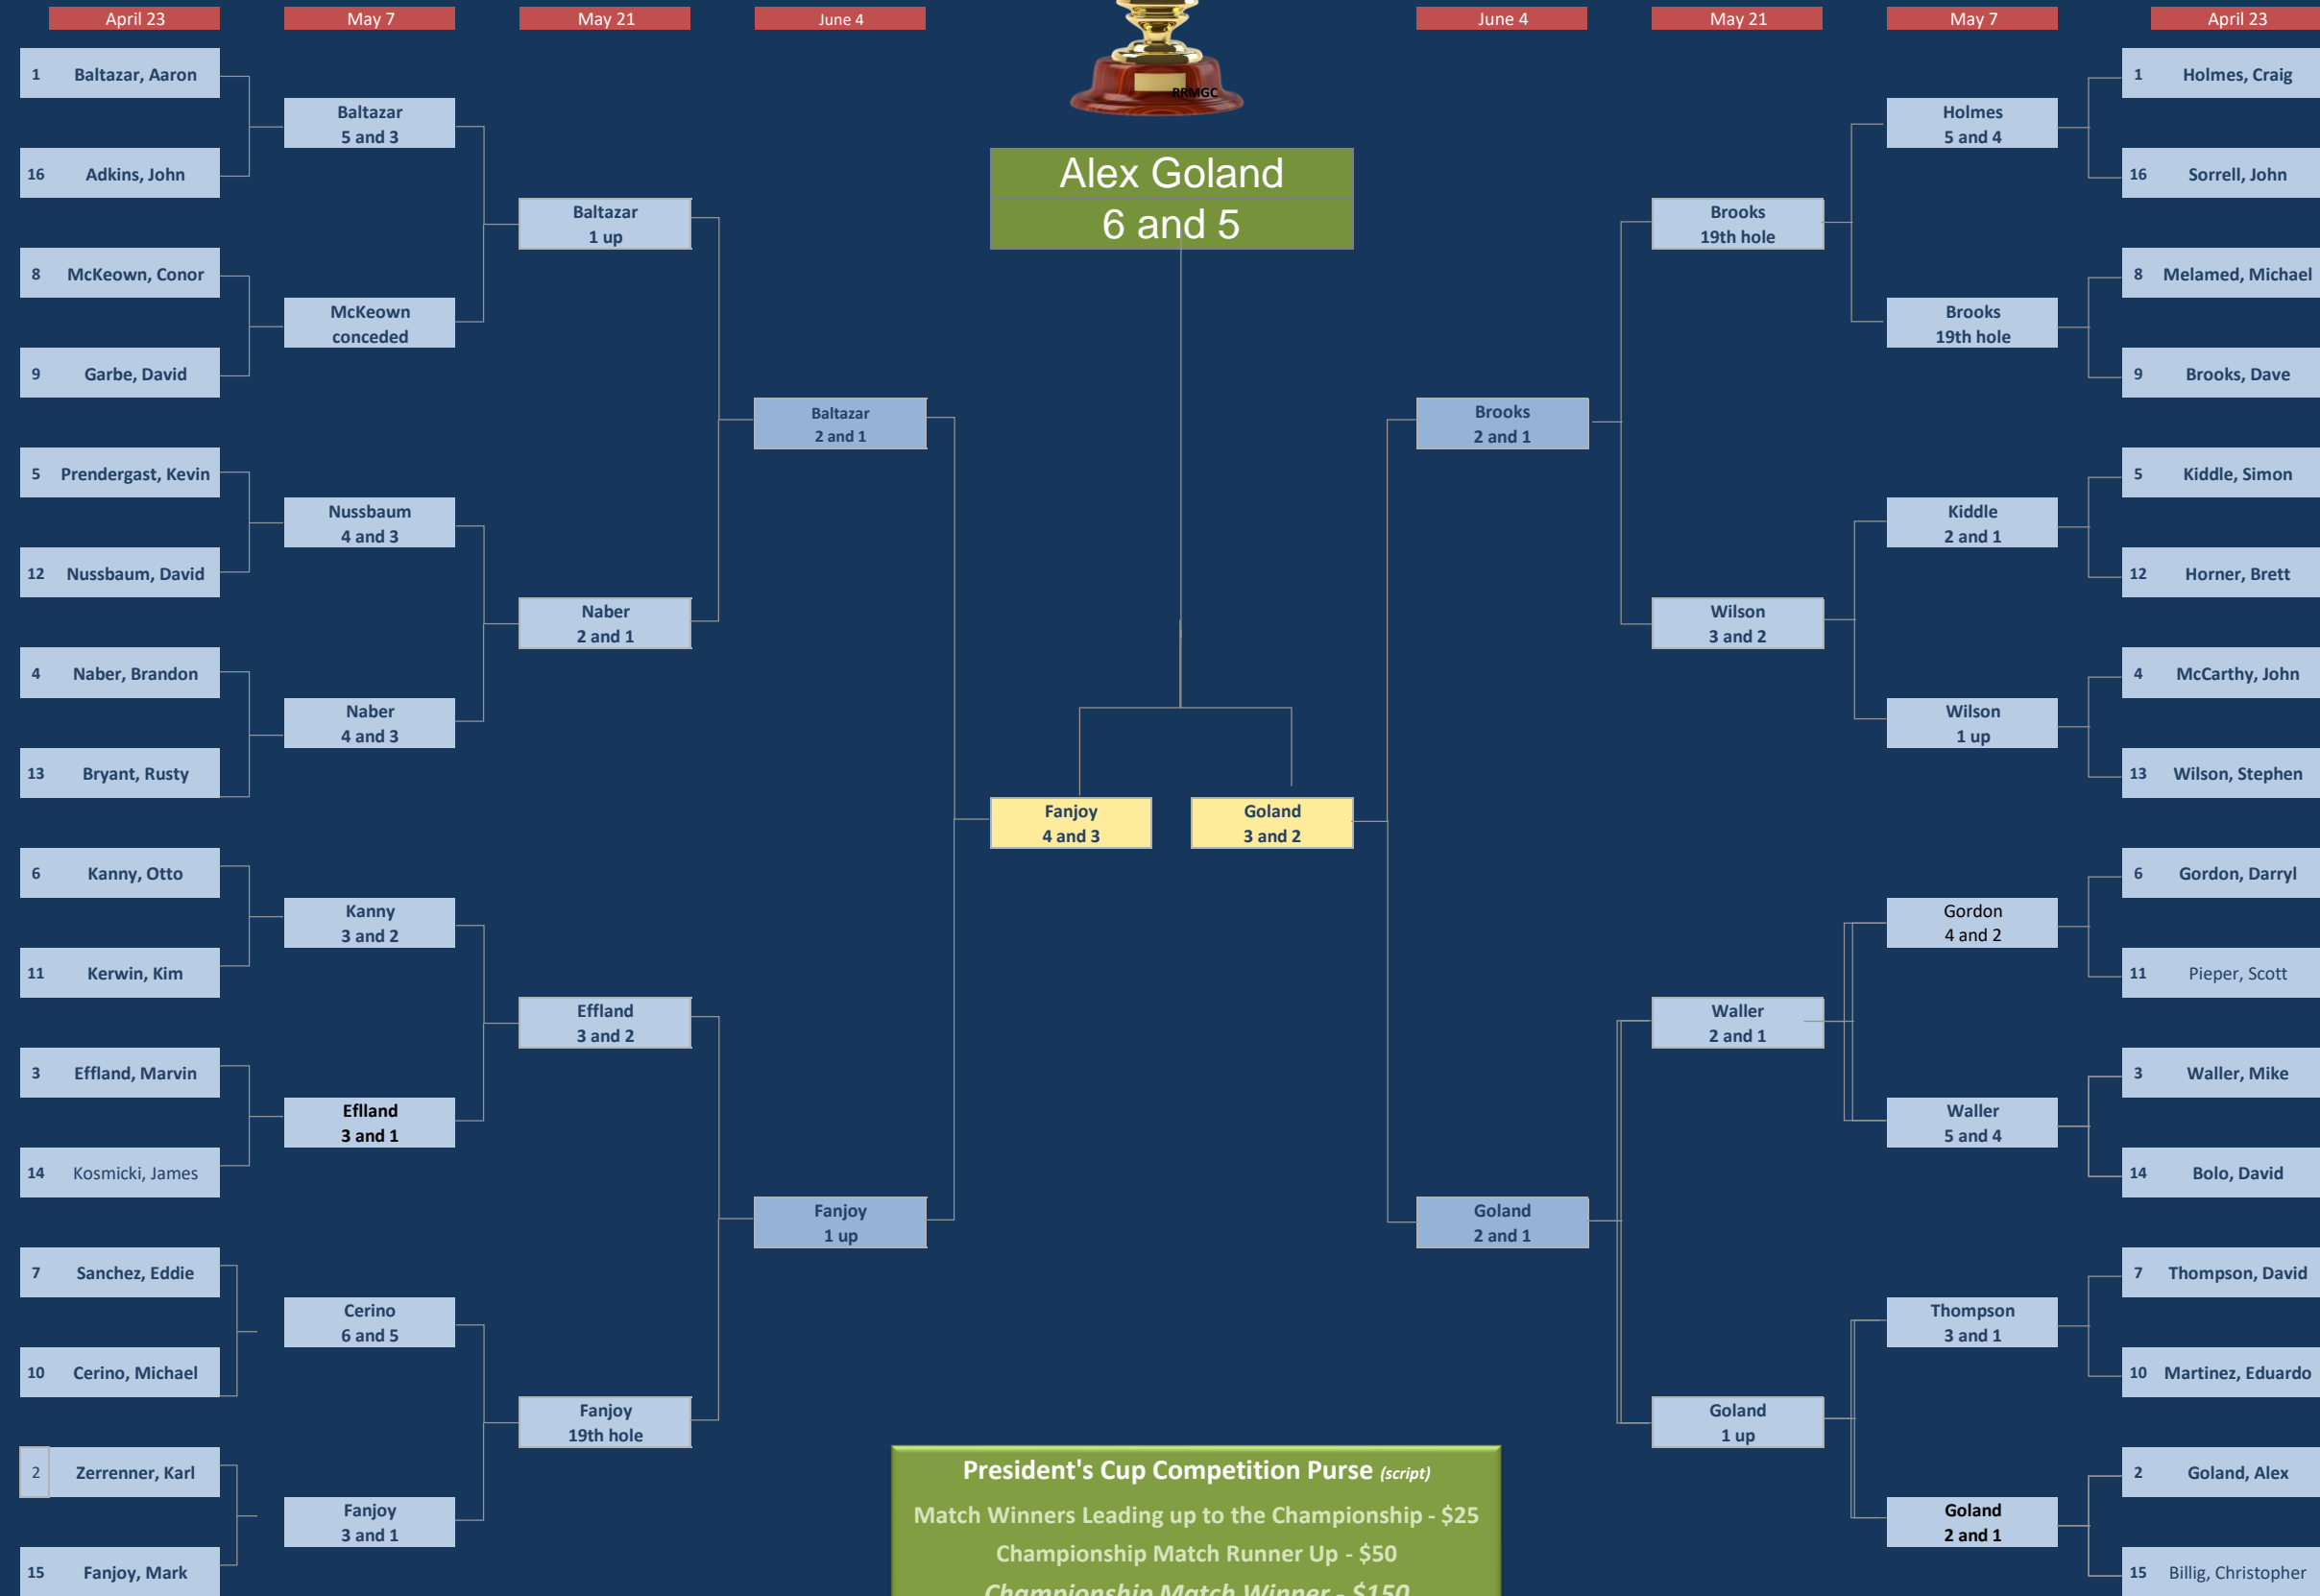 April 23
May 7
May 21
June 4
June 4
May 21
May 7
April 23
RRMGC
Alex Goland
6 and 5
1 Baltazar, Aaron
16 Adkins, John
8 McKeown, Conor
9 Garbe, David
5 Prendergast, Kevin
12 Nussbaum, David
4 Naber, Brandon
13 Bryant, Rusty
6 Kanny, Otto
11 Kerwin, Kim
3 Effland, Marvin
14 Kosmicki, James
7 Sanchez, Eddie
10 Cerino, Michael
2 Zerrenner, Karl
15 Fanjoy, Mark
Baltazar
5 and 3
McKeown
conceded
Nussbaum
4 and 3
Naber
4 and 3
Kanny
3 and 2
Eflland
3 and 1
Cerino
6 and 5
Fanjoy
3 and 1
Baltazar
1 up
Naber
2 and 1
Effland
3 and 2
Fanjoy
19th hole
Baltazar
2 and 1
Fanjoy
1 up
Fanjoy
4 and 3
Goland
3 and 2
Brooks
2 and 1
Goland
2 and 1
Brooks
19th hole
Wilson
3 and 2
Waller
2 and 1
Goland
1 up
Holmes
5 and 4
Brooks
19th hole
Kiddle
2 and 1
Wilson
1 up
Gordon
4 and 2
Waller
5 and 4
Thompson
3 and 1
Goland
2 and 1
1 Holmes, Craig
16 Sorrell, John
8 Melamed, Michael
9 Brooks, Dave
5 Kiddle, Simon
12 Horner, Brett
4 McCarthy, John
13 Wilson, Stephen
6 Gordon, Darryl
11 Pieper, Scott
3 Waller, Mike
14 Bolo, David
7 Thompson, David
10 Martinez, Eduardo
2 Goland, Alex
15 Billig, Christopher
President's Cup Competition Purse (script)
Match Winners Leading up to the Championship - $25
Championship Match Runner Up - $50
Championship Match Winner - $150